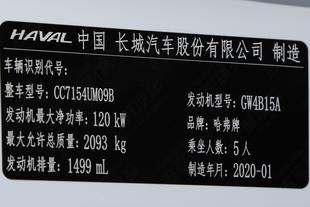 HAVAL 中国 长城汽车股份有限公司 制造
车辆识别代号：
整车型号：CC7154UM09B
发动机型号：GW4B15A
发动机最大净功率：120 kW
品牌：哈弗牌
最大允许总质量：2093 kg
乘坐人数：5人
发动机排量：1499 mL
制造年月：2020-01